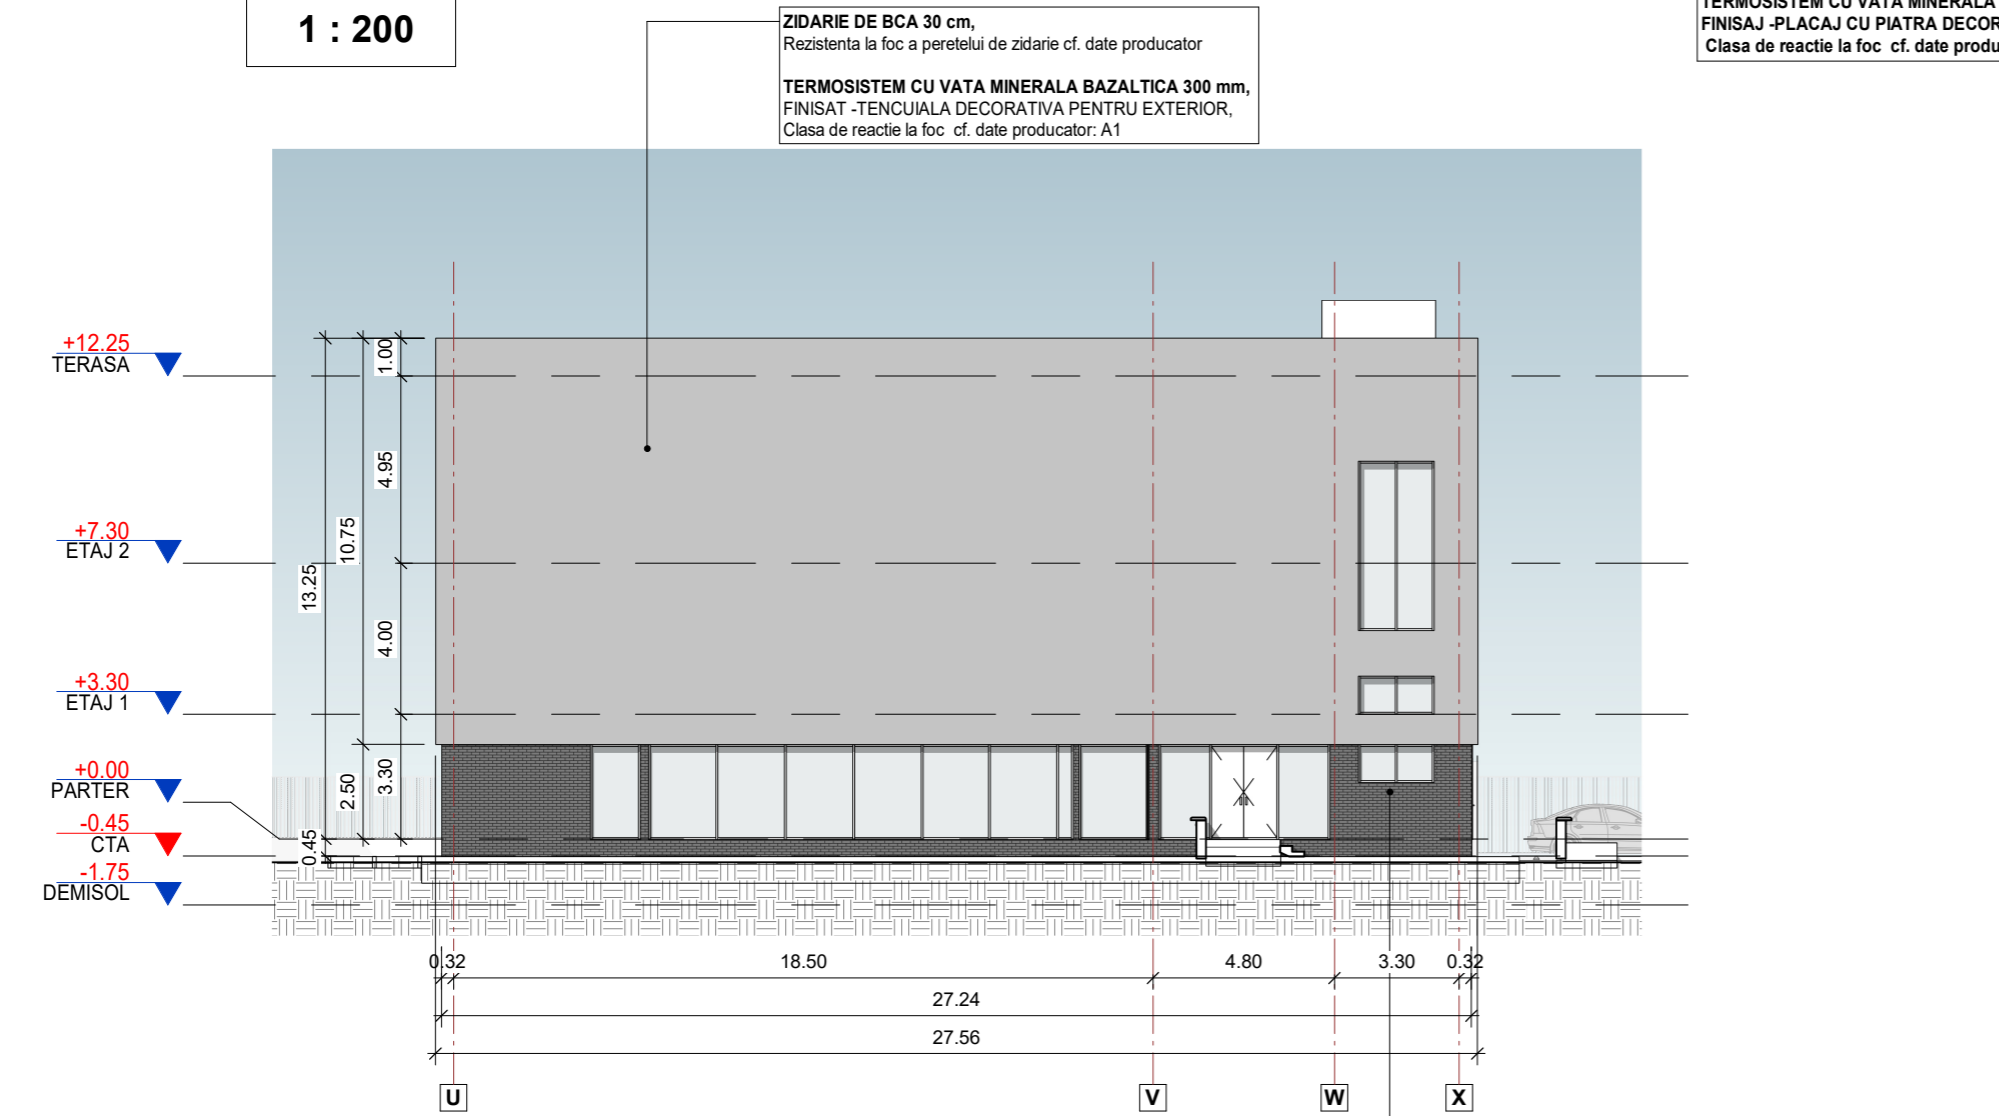 1 : 200
ZIDARIE DE BCA 30 cm,
Rezistenta la foc a peretelui de zidarie cf. date producator
TERMOSISTEM CU VATA MINERALA BAZALTICA 300 mm,
FINISAT -TENCUIALA DECORATIVA PENTRU EXTERIOR,
Clasa de reactie la foc cf. date producator: A1
TERMOSISTEM CU VATA MINERALA
FINISAJ -PLACAJ CU PIATRA DECOR
Clasa de reactie la foc cf. date produ
+12.25
TERASA
+7.30
ETAJ 2
+3.30
ETAJ 1
+0.00
PARTER
-0.45
CTA
-1.75
DEMISOL
1.00
4.95
10.75
13.25
4.00
2.50
3.30
0.45
0.32
18.50
4.80
3.30
0.32
27.24
27.56
U
V
W
X